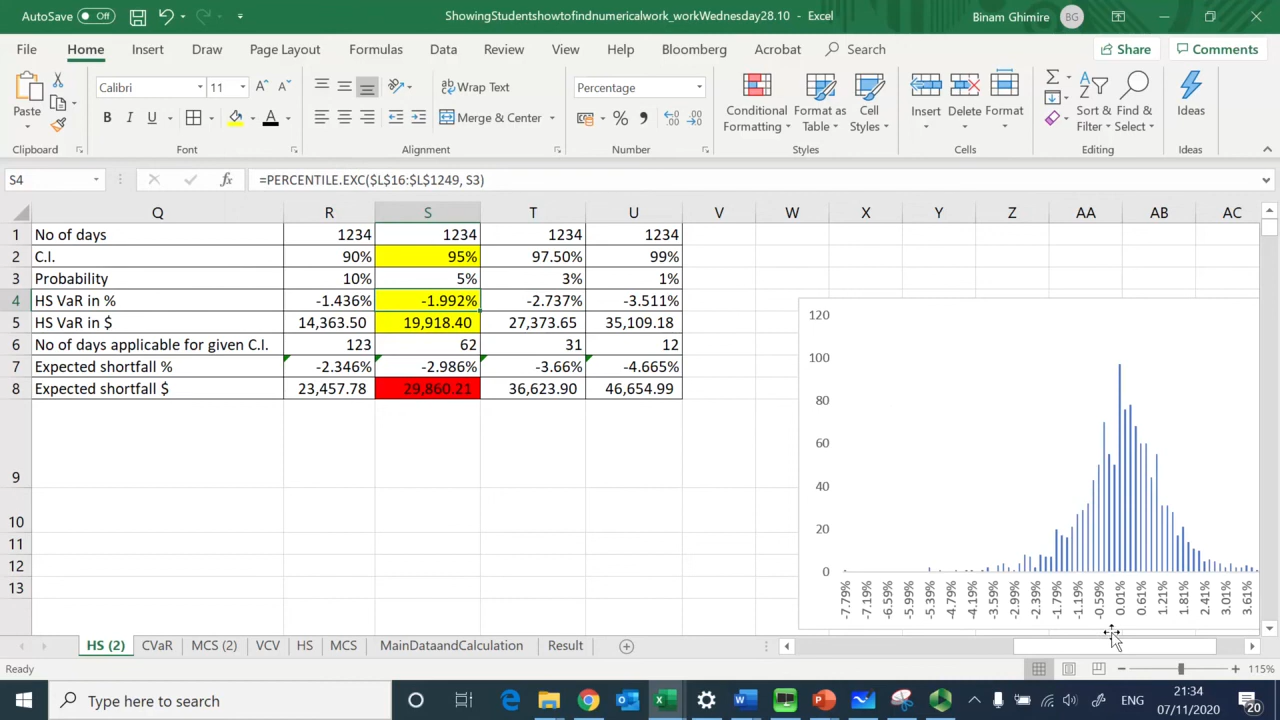 AutoSave Off ShowingStudentshowtofindnumericalwork_workWednesday28.10 - Excel Binam Ghimire BG
File Home Insert Draw Page Layout Formulas Data Review View Help Bloomberg Acrobat Search Share Comments
Calibri 11 Wrap Text Percentage
Paste B I U A Merge & Center % Conditional Formatting Format as Table Cell Styles Insert Delete Format Sort & Filter Find & Select Ideas
Clipboard Font Alignment Number Styles Cells Editing Ideas
S4 fx =PERCENTILE.EXC($L$16:$L$1249, S3)
Q R S T U V W X Y Z AA AB AC
1 No of days 1234 1234 1234 1234
2 C.I. 90% 95% 97.50% 99%
3 Probability 10% 5% 3% 1%
4 HS VaR in % -1.436% -1.992% -2.737% -3.511%
5 HS VaR in $ 14,363.50 19,918.40 27,373.65 35,109.18
6 No of days applicable for given C.I. 123 62 31 12
7 Expected shortfall % -2.346% -2.986% -3.66% -4.665%
8 Expected shortfall $ 23,457.78 29,860.21 36,623.90 46,654.99
9
10
11
12
13
120
100
80
60
40
20
0
-7.79% -7.19% -6.59% -5.99% -5.39% -4.79% -4.19% -3.59% -2.99% -2.39% -1.79% -1.19% -0.59% 0.01% 0.61% 1.21% 1.81% 2.41% 3.01% 3.61%
HS (2) CVaR MCS (2) VCV HS MCS MainDataandCalculation Result
Ready 115%
Type here to search ENG 21:34
07/11/2020 20